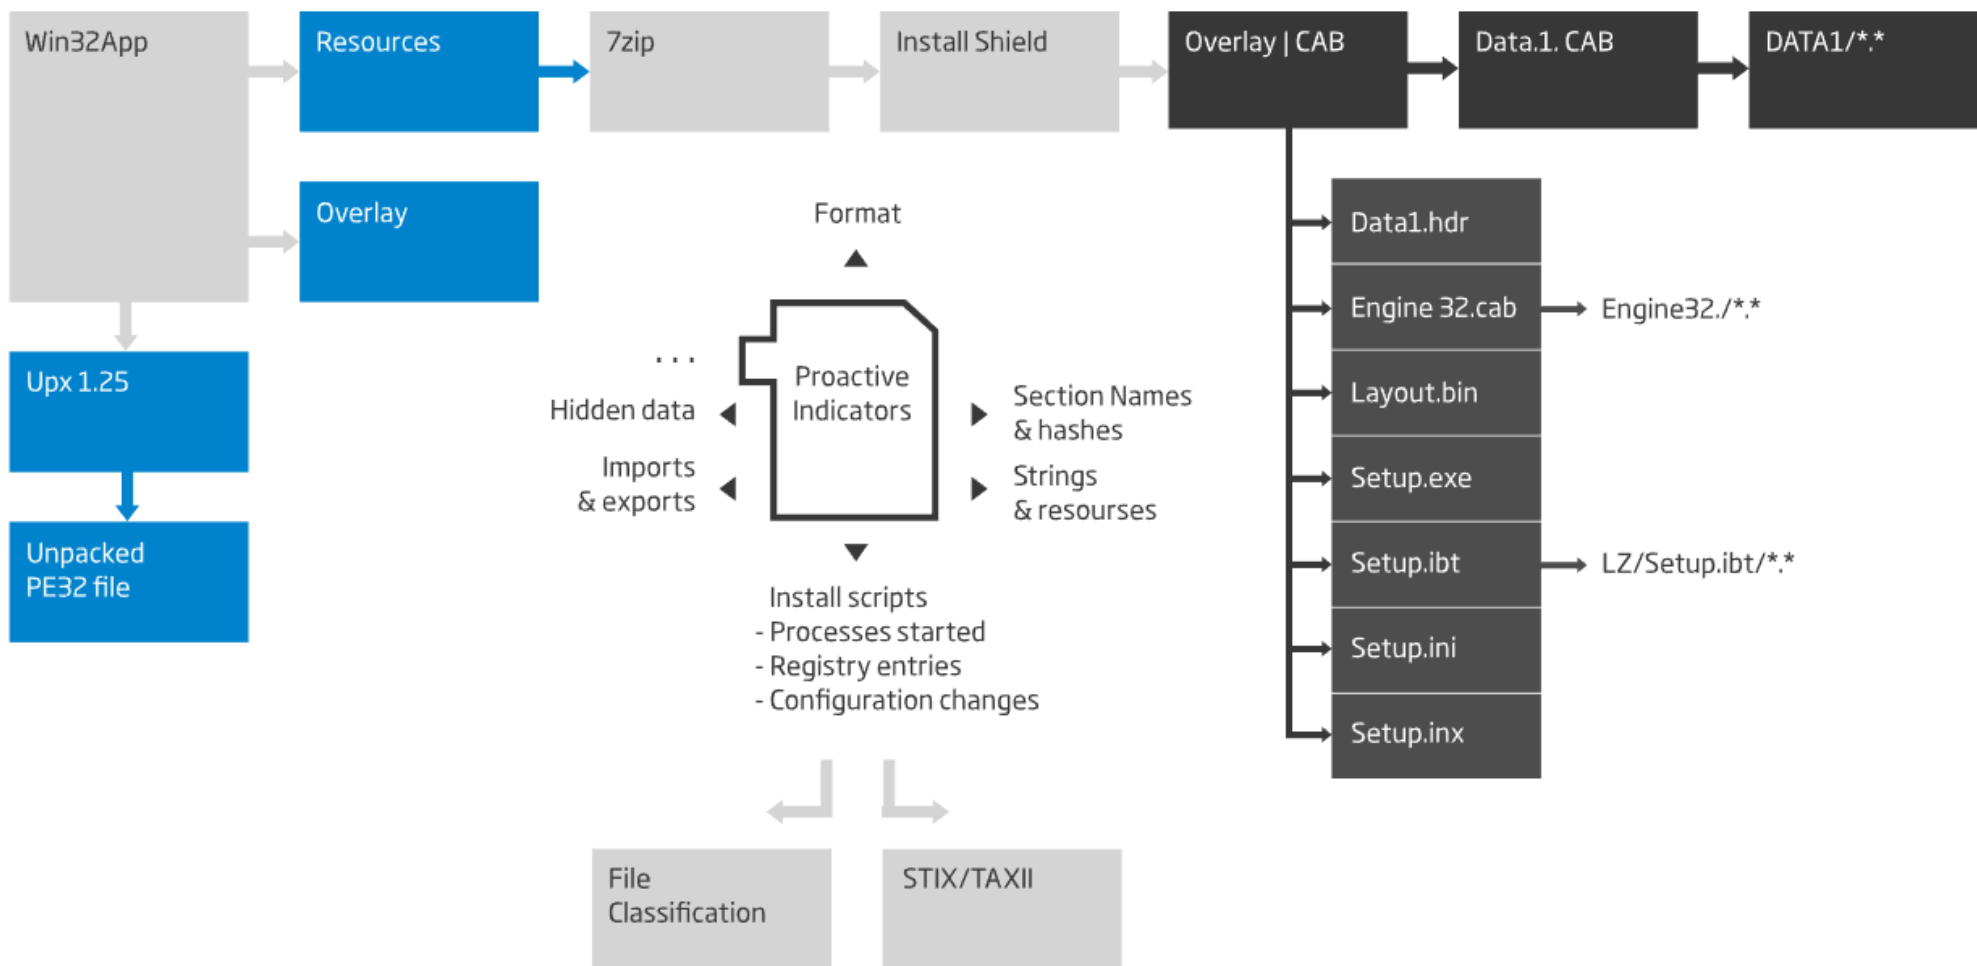 Win32App
Resources
7zip
Install Shield
Overlay | CAB
Data.1. CAB
DATA1/*.*
Overlay
Upx 1.25
Unpacked
PE32 file
Format
Proactive
Indicators
. . .
Hidden data
Imports
& exports
Section Names
& hashes
Strings
& resourses
Install scripts
- Processes started
- Registry entries
- Configuration changes
File
Classification
STIX/TAXII
Data1.hdr
Engine 32.cab
Engine32./*.*
Layout.bin
Setup.exe
Setup.ibt
LZ/Setup.ibt/*.*
Setup.ini
Setup.inx